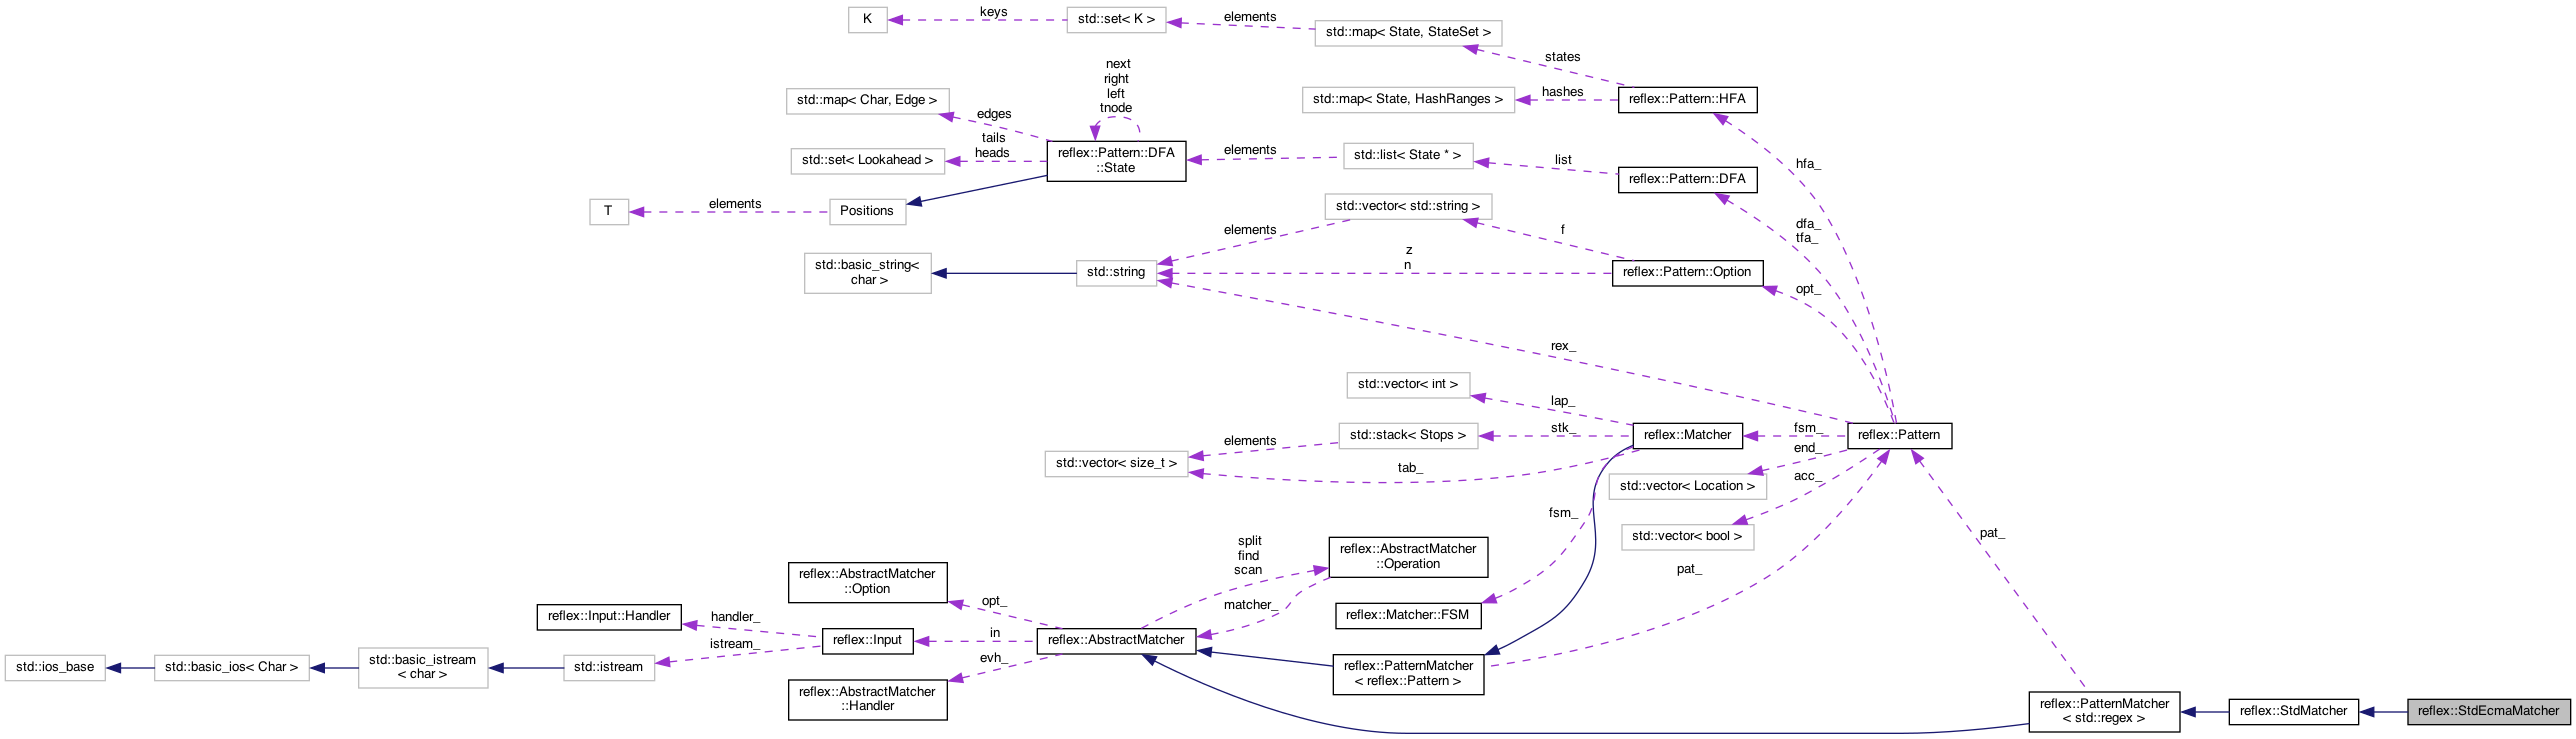 K
keys
std::set< K >
elements
std::map< State, StateSet >
states
next
right
left
tnode
std::map< Char, Edge >
edges
std::map< State, HashRanges >
hashes
reflex::Pattern::HFA
tails
heads
std::set< Lookahead >
reflex::Pattern::DFA
::State
elements
std::list< State * >
list
reflex::Pattern::DFA
hfa_
T
elements
Positions
std::vector< std::string >
elements
f
dfa_
tfa_
std::basic_string<
char >
std::string
z
n
reflex::Pattern::Option
opt_
rex_
std::vector< int >
lap_
elements
std::stack< Stops >
stk_
reflex::Matcher
fsm_
reflex::Pattern
end_
std::vector< size_t >
tab_
acc_
std::vector< Location >
fsm_
std::vector< bool >
pat_
split
find
scan
reflex::AbstractMatcher
::Operation
pat_
reflex::AbstractMatcher
::Option
opt_
matcher_
reflex::Matcher::FSM
reflex::Input::Handler
handler_
reflex::Input
in
reflex::AbstractMatcher
istream_
evh_
std::ios_base
std::basic_ios< Char >
std::basic_istream
< char >
std::istream
reflex::PatternMatcher
< reflex::Pattern >
reflex::AbstractMatcher
::Handler
reflex::PatternMatcher
< std::regex >
reflex::StdMatcher
reflex::StdEcmaMatcher